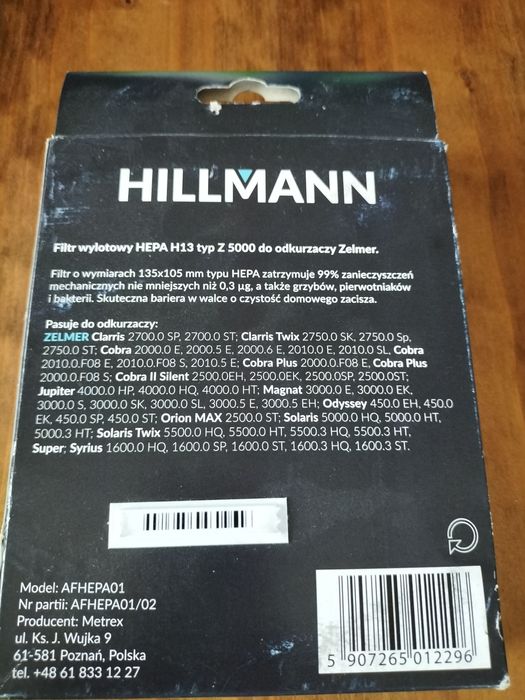 HILLMANN
Filtr wylotowy HEPA H13 typ Z 5000 do odkurzaczy Zelmer.
Filtr o wymiarach 135x105 mm typu HEPA zatrzymuje 99% zanieczyszczeń
mechanicznych nie mniejszych niż 0,3 µg, a także grzybów, pierwotniaków
i bakterii. Skuteczna bariera w walce o czystość domowego zacisza.
Pasuje do odkurzaczy:
ZELMER Clarris 2700.0 SP, 2700.0 ST; Clarris Twix 2750.0 SK, 2750.0 Sp,
2750.0 ST; Cobra 2000.0 E, 2000.5 E, 2000.6 E, 2010.0 E, 2010.0 SL, Cobra
2010.0.F08 E, 2010.0.F08 S, 2010.5 E; Cobra Plus 2000.0.F08 E, Cobra Plus
2000.0.F08 S; Cobra II Silent 2500.0EH, 2500.0EK, 2500.0SP, 2500.0ST;
Jupiter 4000.0 HP, 4000.0 HQ, 4000.0 HT; Magnat 3000.0 E, 3000.0 EK,
3000.0 S, 3000.0 SK, 3000.0 SL, 3000.5 E, 3000.5 EH; Odyssey 450.0 EH, 450.0
EK, 450.0 SP, 450.0 ST; Orion MAX 2500.0 ST; Solaris 5000.0 HQ, 5000.0 HT,
5000.3 HT; Solaris Twix 5500.0 HQ, 5500.0 HT, 5500.3 HQ, 5500.3 HT,
Super; Syrius 1600.0 HQ, 1600.0 SP, 1600.0 ST, 1600.3 HQ, 1600.3 ST.
Model: AFHEPA01
Nr partii: AFHEPA01/02
Producent: Metrex
ul. Ks. J. Wujka 9
61-581 Poznań, Polska
tel. +48 61 833 12 27
5 907265 012296